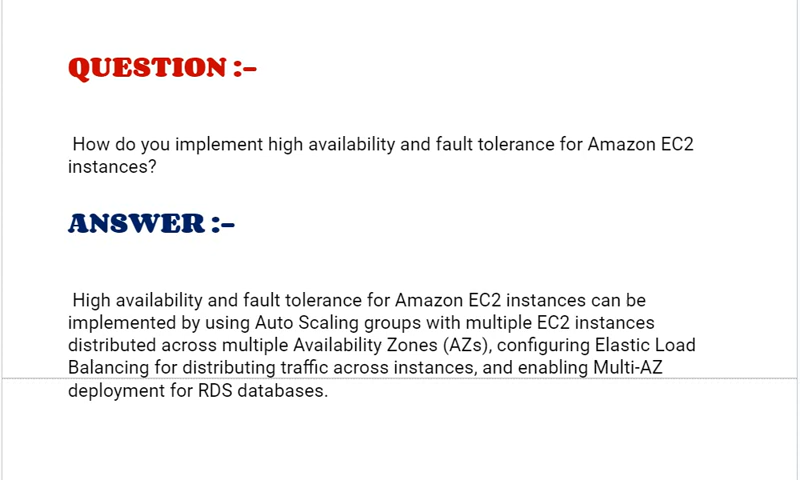 QUESTION :-
How do you implement high availability and fault tolerance for Amazon EC2
instances?
ANSWER :-
High availability and fault tolerance for Amazon EC2 instances can be
implemented by using Auto Scaling groups with multiple EC2 instances
distributed across multiple Availability Zones (AZs), configuring Elastic Load
Balancing for distributing traffic across instances, and enabling Multi-AZ
deployment for RDS databases.